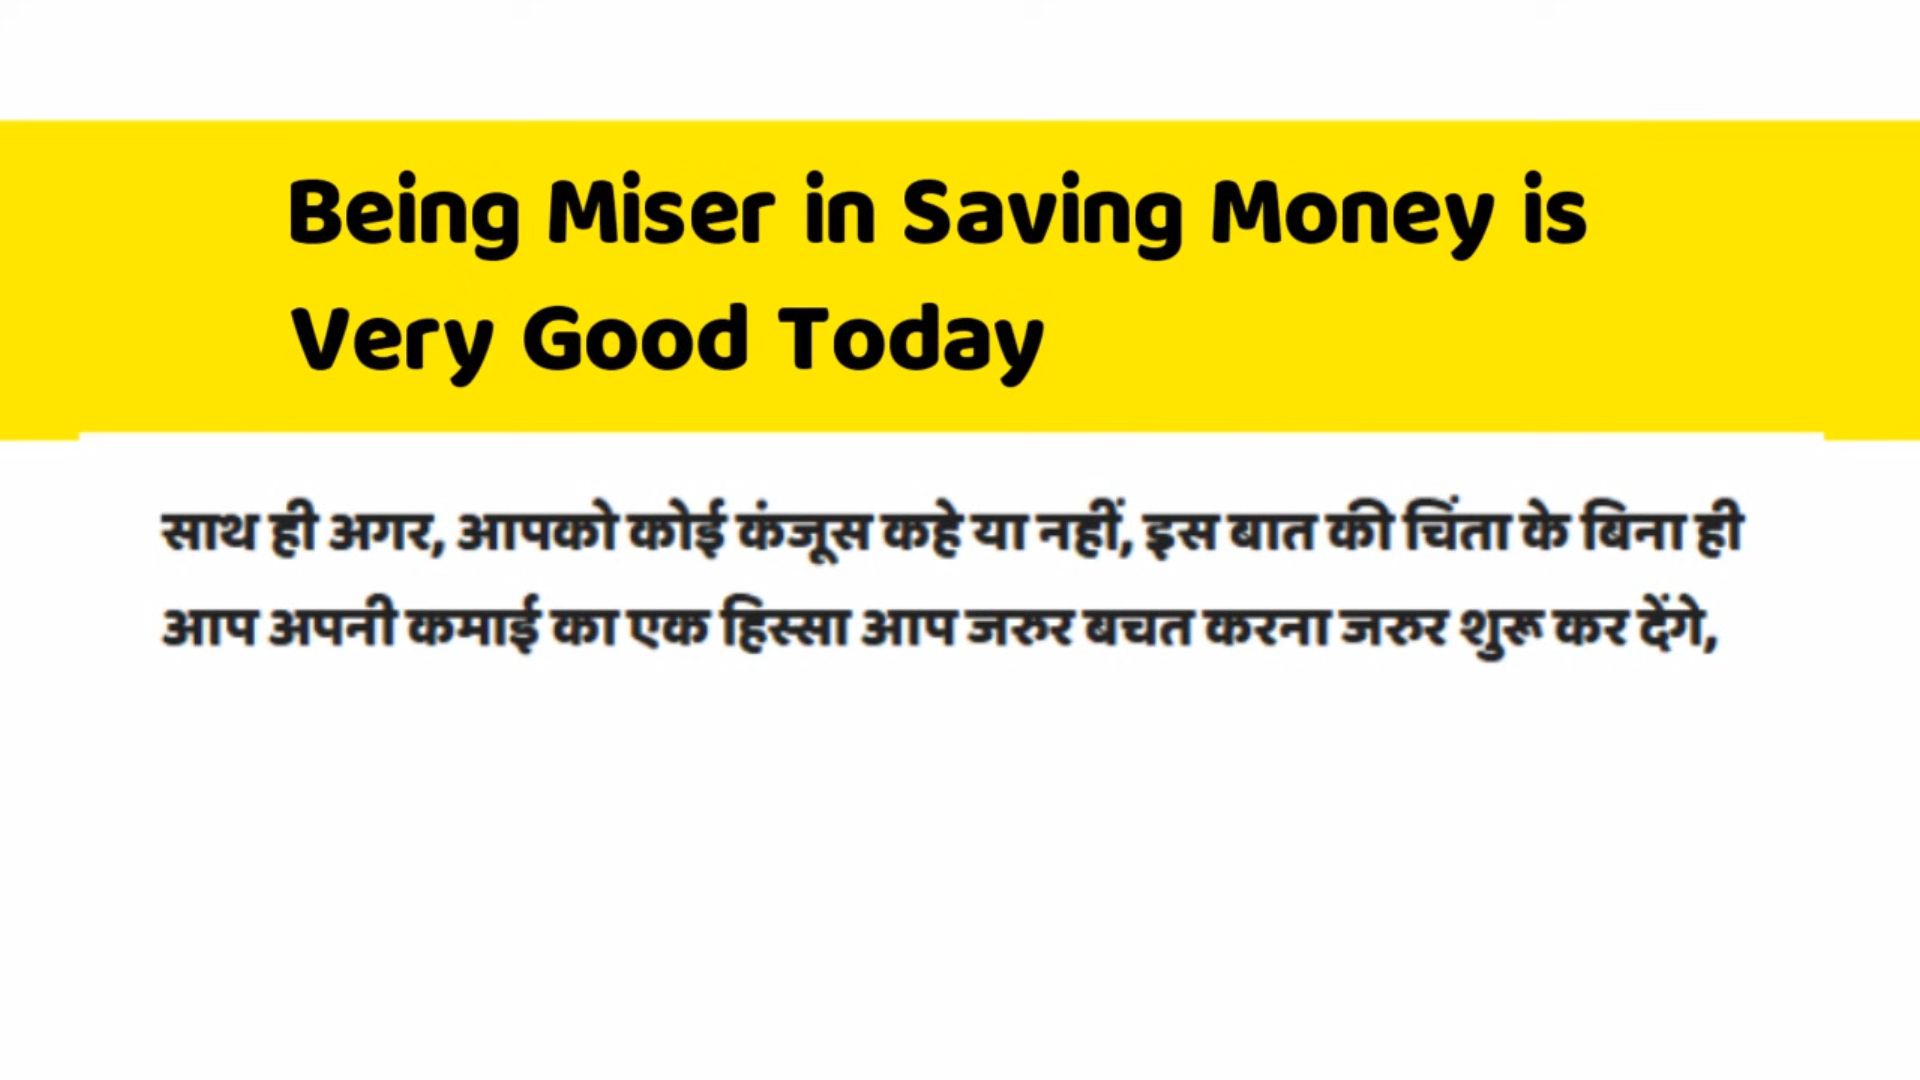 Being Miser in Saving Money is
Very Good Today
साथ ही अगर, आपको कोई कंजूस कहे या नहीं, इस बात की चिंता के बिना ही
आप अपनी कमाई का एक हिस्सा आप जरुर बचत करना जरुर शुरू कर देंगे,